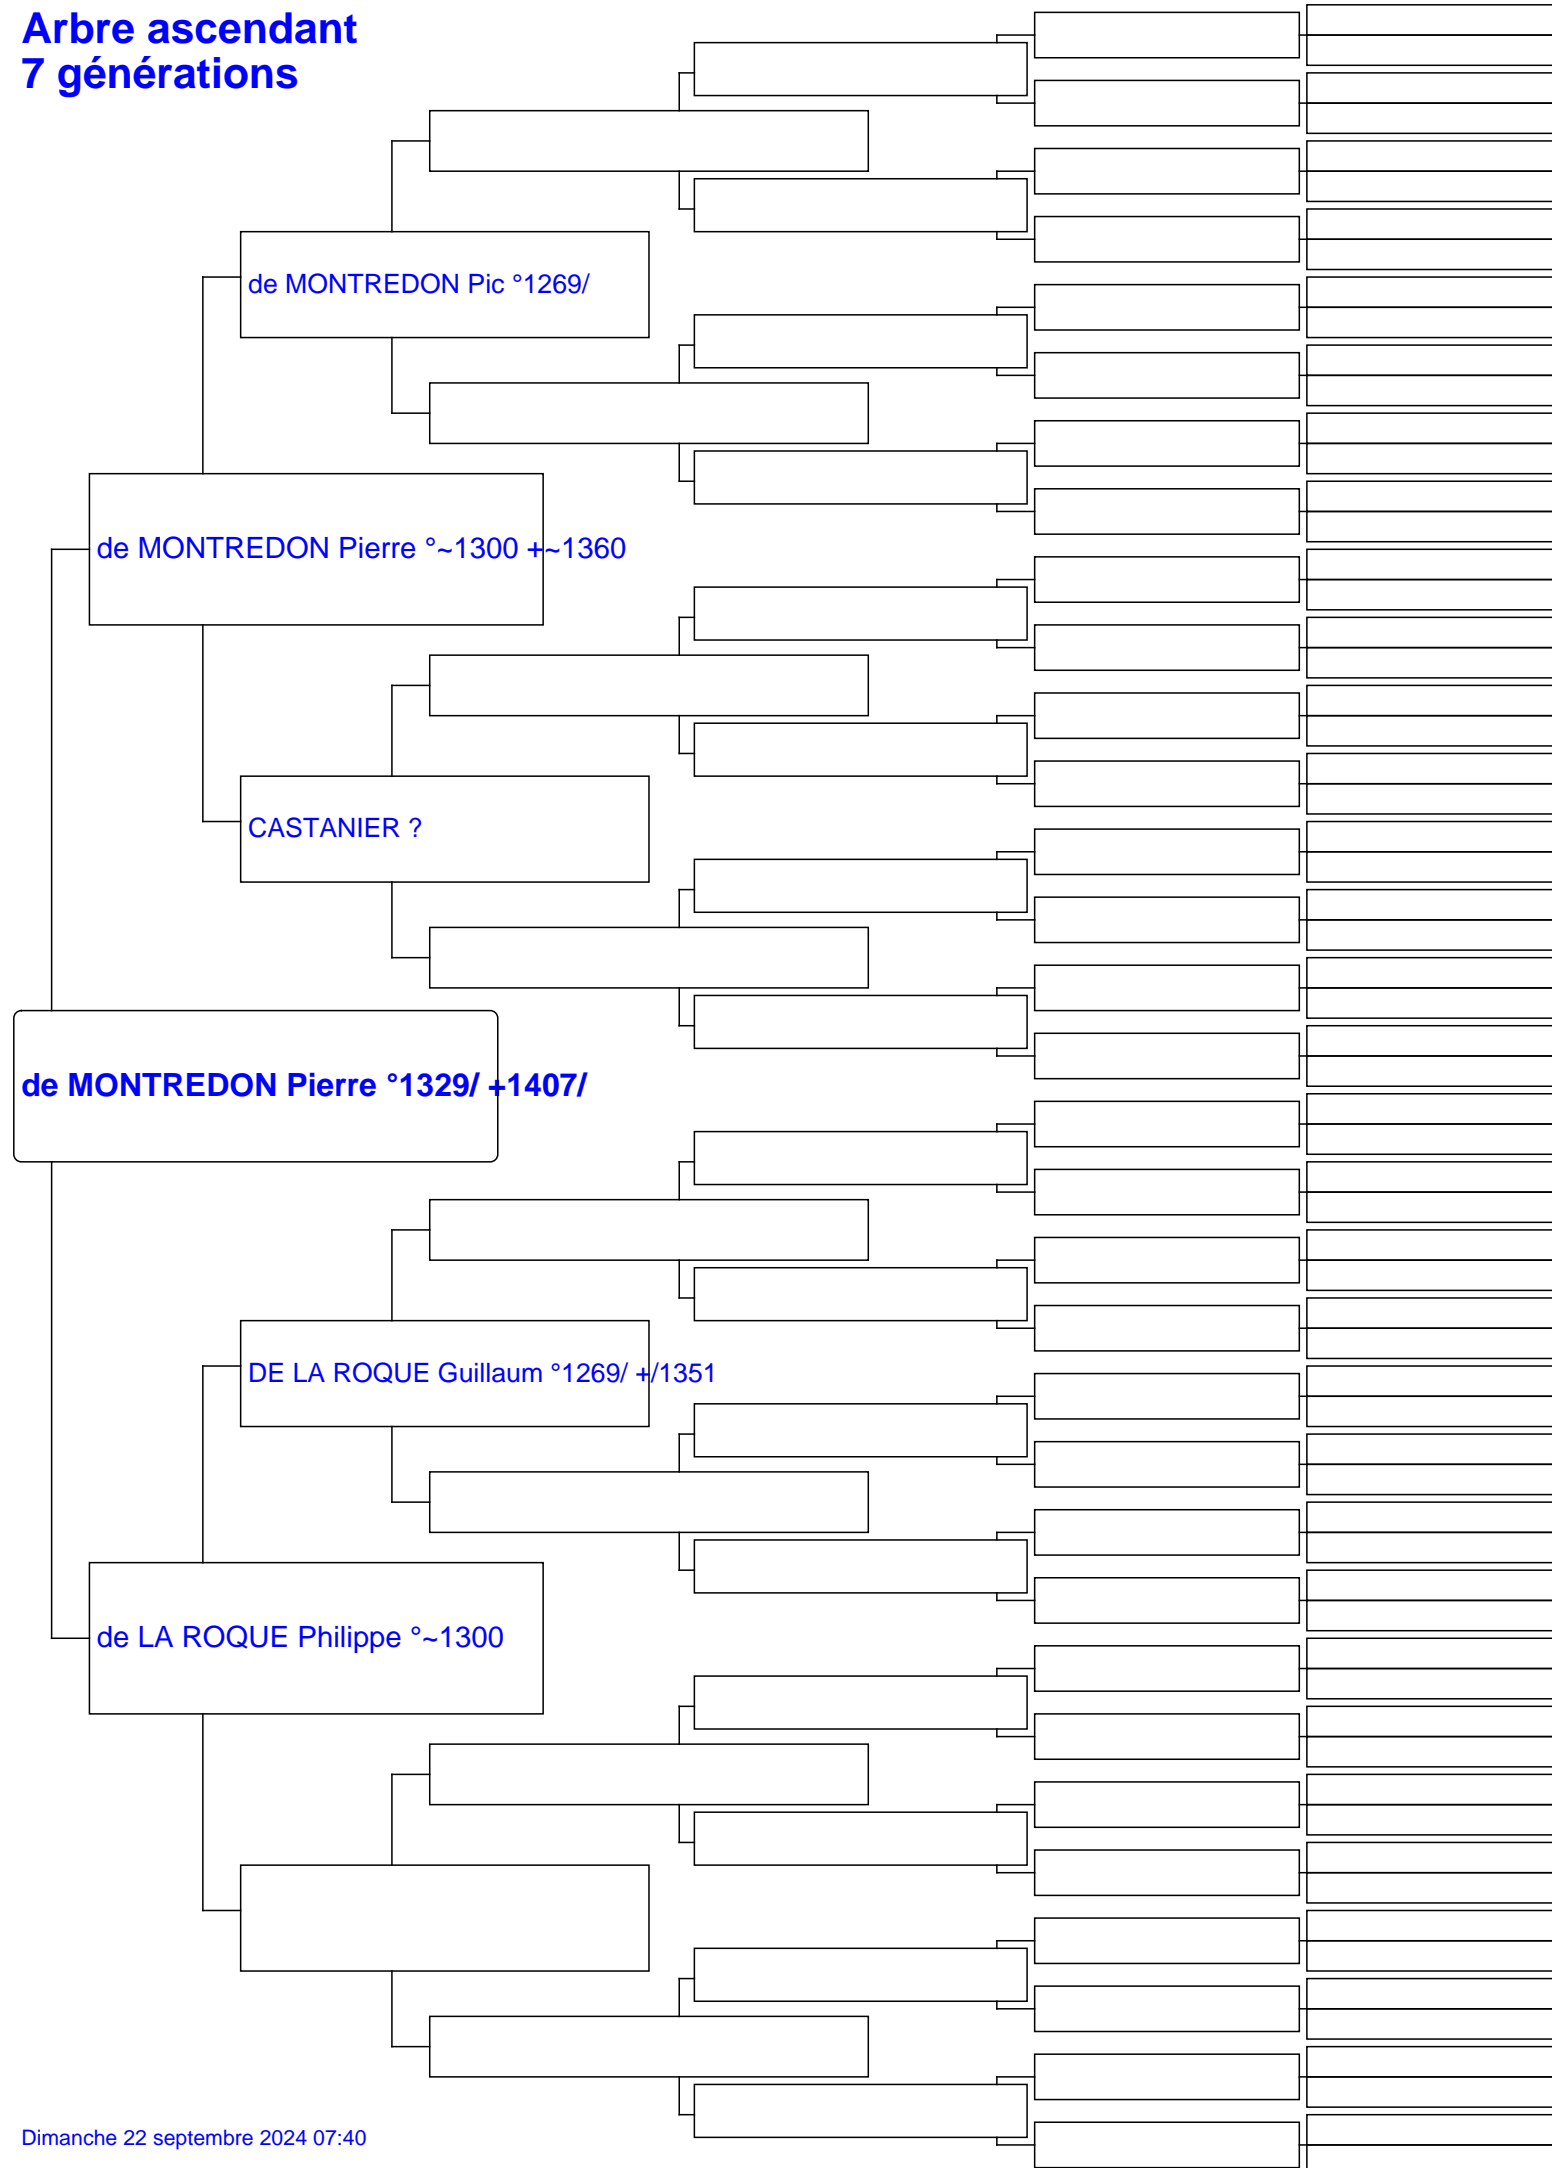 Arbre ascendant
7 générations
de MONTREDON Pic °1269/
de MONTREDON Pierre °~1300 +~1360
CASTANIER ?
de MONTREDON Pierre °1329/ +1407/
DE LA ROQUE Guillaum °1269/ +/1351
de LA ROQUE Philippe °~1300
Dimanche 22 septembre 2024 07:40